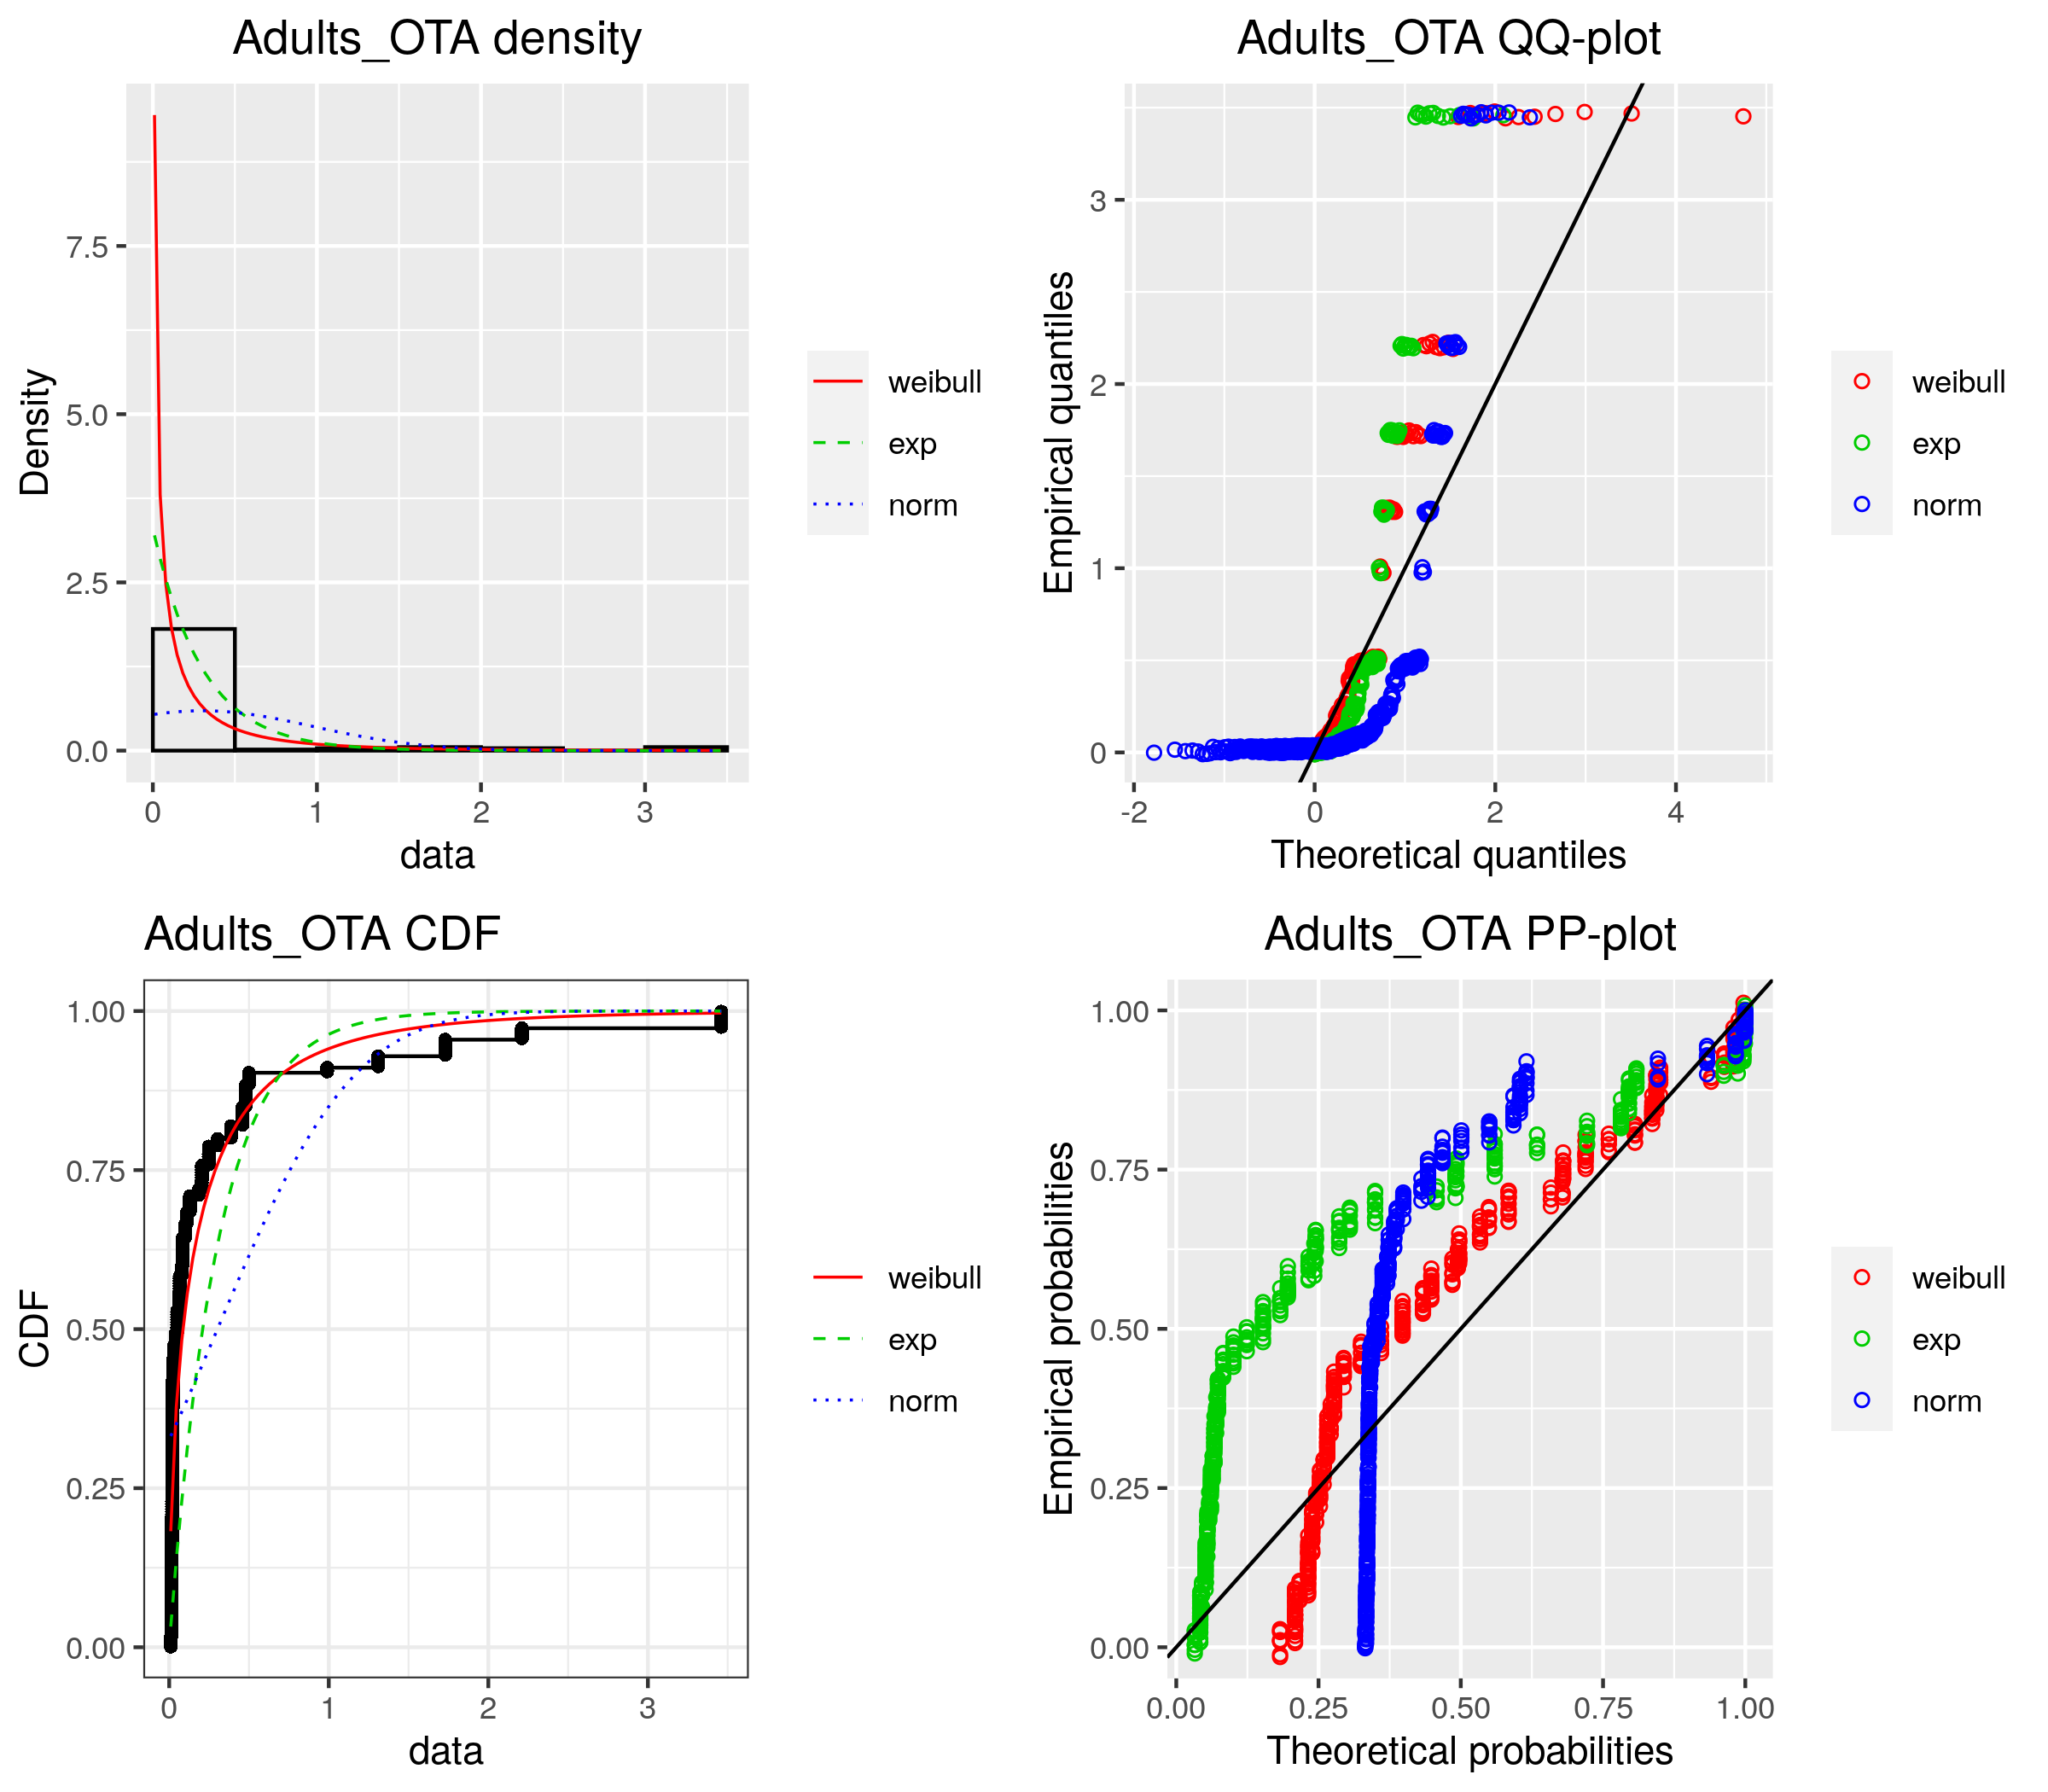 Adults_OTA density
Density
7.5
5.0
2.5
0.0
0 1 2 3
data
weibull
exp
norm
Adults_OTA QQ-plot
Empirical quantiles
3
2
1
0
-2 0 2 4
Theoretical quantiles
weibull
exp
norm
Adults_OTA CDF
CDF
1.00
0.75
0.50
0.25
0.00
0 1 2 3
data
weibull
exp
norm
Adults_OTA PP-plot
Empirical probabilities
1.00
0.75
0.50
0.25
0.00
0.00 0.25 0.50 0.75 1.00
Theoretical probabilities
weibull
exp
norm